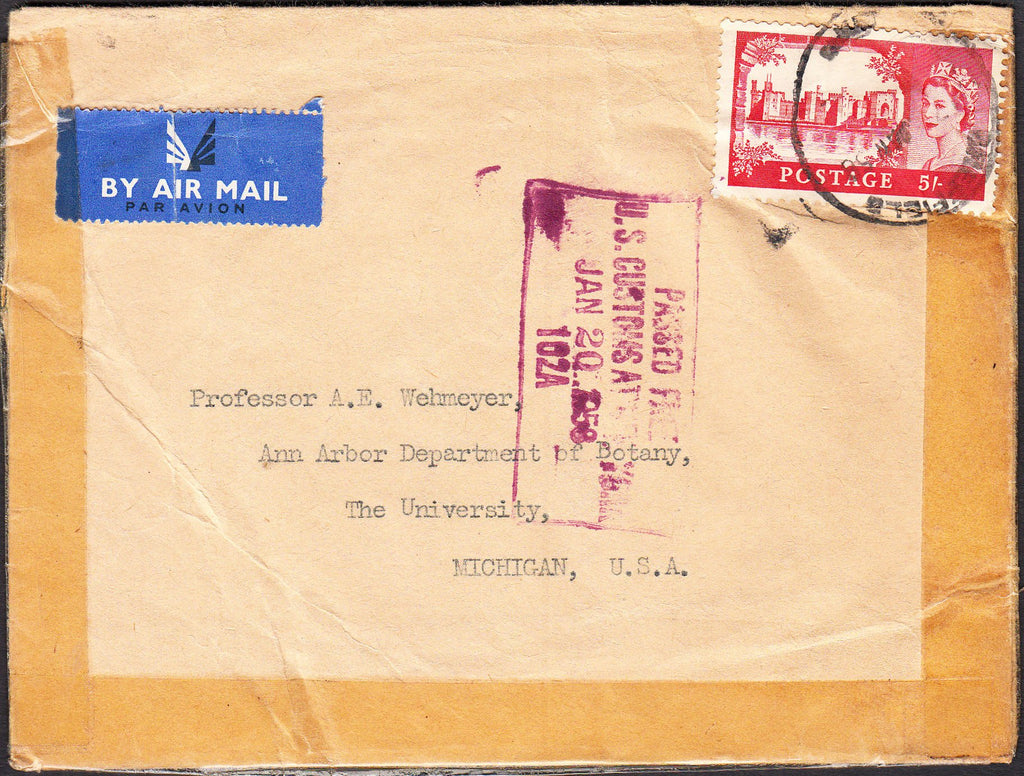 BY AIR MAIL
PAR AVION
POSTAGE 5/-
PASSED FREE
U.S. CUSTOMS AT
JAN 20 1958
102A
Professor A.E. Wehmeyer,
Ann Arbor Department of Botany,
The University,
MICHIGAN, U.S.A.